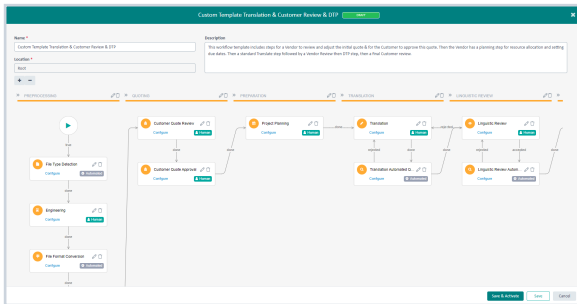 Custom Template Translation & Customer Review & DTP
DRAFT
Name *
Custom Template Translation & Customer Review & DTP
Description
This workflow template includes steps for a Vendor to review and adjust the initial quote & for the Customer to approve this quote. Then the Vendor has a planning step for resource allocation and setting
due dates. Then a standard Translate step followed by a Vendor Review then DTP step, then a final Customer review.
Location *
Root
PREPROCESSING
QUOTING
PREPARATION
TRANSLATION
LINGUISTIC REVIEW
Customer Quote Review
Configure
Human
Project Planning
Configure
Human
Translation
Configure
Human
Linguistic Review
Configure
Human
done
rejected
done
done
rejected
done
rejected
accepted
done
File Type Detection
Configure
Automated
Customer Quote Approval
Configure
Human
Translation Automated Q...
Configure
Automated
Linguistic Review Autom...
Configure
Automated
done
Engineering
Configure
Human
done
File Format Conversion
Configure
Automated
done
Save & Activate
Save
Cancel